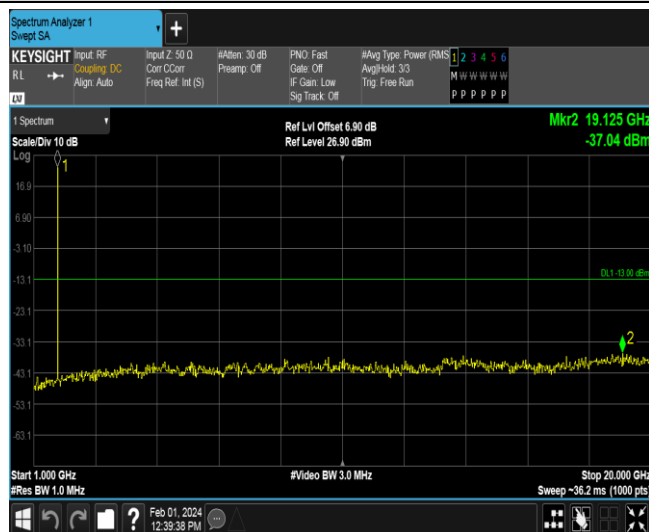 Spectrum Analyzer 1
Swept SA
+
KEYSIGHT
RL
LXI
Input: RF
Coupling: DC
Align: Auto
Input Z: 50 Ω
Corr CCorr
Freq Ref: Int (S)
#Atten: 30 dB
Preamp: Off
PNO: Fast
Gate: Off
IF Gain: Low
Sig Track: Off
#Avg Type: Power (RMS
Avg|Hold: 3/3
Trig: Free Run
1 2 3 4 5 6
M W W W W W
P P P P P P
1 Spectrum
Scale/Div 10 dB
Log
Ref Lvl Offset 6.90 dB
Ref Level 26.90 dBm
Mkr2 19.125 GHz
-37.04 dBm
1
16.9
6.90
-3.10
-13.1
DL1 -13.00 dBm
-23.1
-33.1
2
-43.1
-53.1
-63.1
Start 1.000 GHz
#Res BW 1.0 MHz
#Video BW 3.0 MHz
Stop 20.000 GHz
Sweep ~36.2 ms (1000 pts)
?
Feb 01, 2024
12:39:38 PM